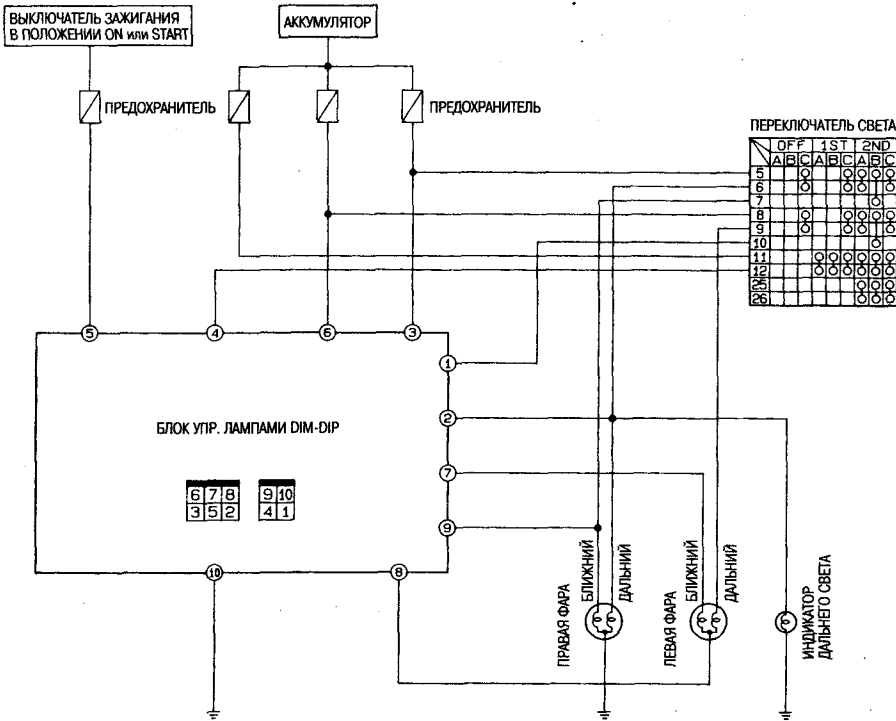 ВЫКЛЮЧАТЕЛЬ ЗАЖИГАНИЯ
В ПОЛОЖЕНИИ ON или START
АККУМУЛЯТОР
ПРЕДОХРАНИТЕЛЬ
ПРЕДОХРАНИТЕЛЬ
ПЕРЕКЛЮЧАТЕЛЬ СВЕТА
OFF 1ST 2ND
A B C A B C A B C
5
6
7
8
9
10
11
12
25
26
5 4 6 3
1
2
7
9
БЛОК УПР. ЛАМПАМИ DIM-DIP
6 7 8 9 10
3 5 2 4 1
10 8
ПРАВАЯ ФАРА
БЛИЖНИЙ
ДАЛЬНИЙ
ЛЕВАЯ ФАРА
БЛИЖНИЙ
ДАЛЬНИЙ
ИНДИКАТОР
ДАЛЬНЕГО СВЕТА